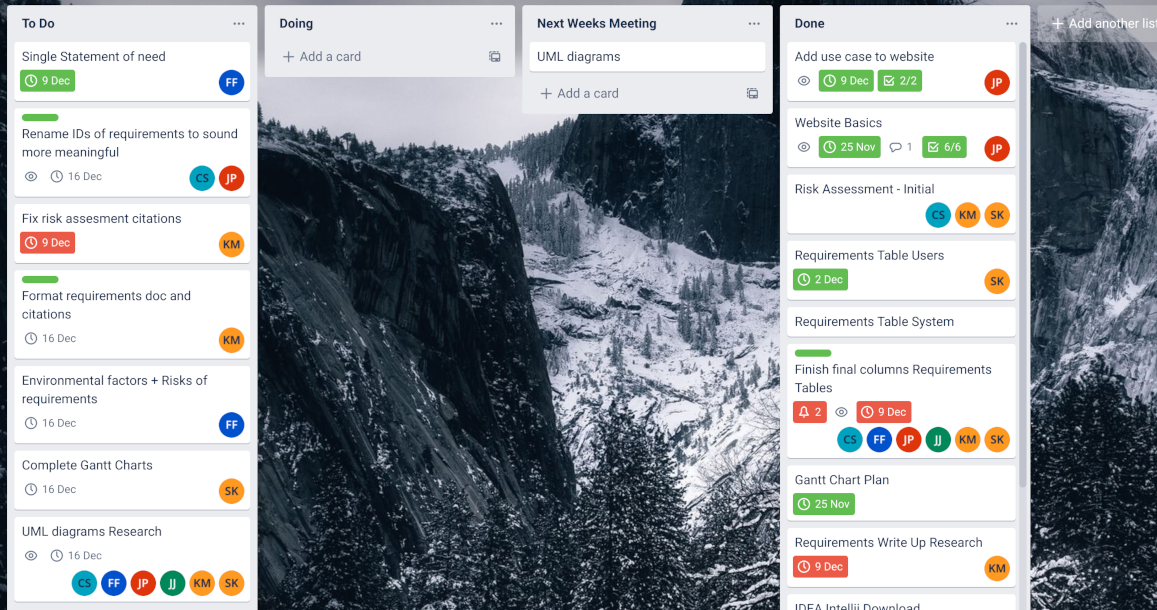 To Do
Single Statement of need
9 Dec
FF
Rename IDs of requirements to sound
more meaningful
16 Dec
CS JP
Fix risk assesment citations
9 Dec
KM
Format requirements doc and
citations
16 Dec
KM
Environmental factors + Risks of
requirements
16 Dec
FF
Complete Gantt Charts
16 Dec
SK
UML diagrams Research
16 Dec
CS FF JP JJ KM SK
Doing
+ Add a card
Next Weeks Meeting
UML diagrams
+ Add a card
Done
Add use case to website
9 Dec 2/2
JP
Website Basics
25 Nov 1 6/6
JP
Risk Assessment - Initial
CS KM SK
Requirements Table Users
2 Dec
SK
Requirements Table System
Finish final columns Requirements
Tables
2 9 Dec
CS FF JP JJ KM SK
Gantt Chart Plan
25 Nov
Requirements Write Up Research
9 Dec
KM
IDEA Intellij Download
+ Add another list